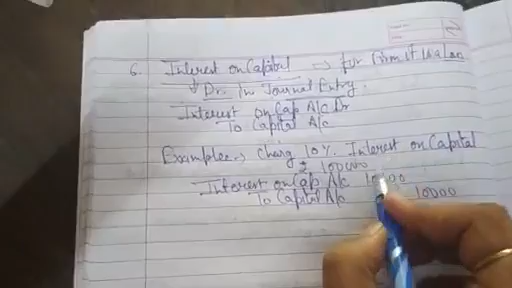 6. Interest on Capital → for Firm it is a Loss
Dr. in Journal Entry.
Interest on Cap A/c Dr
To Capital A/c
Example → Charg 10% Interest on Capital
₹ 100000
Interest on Cap A/c 10000
To Capital A/c 10000